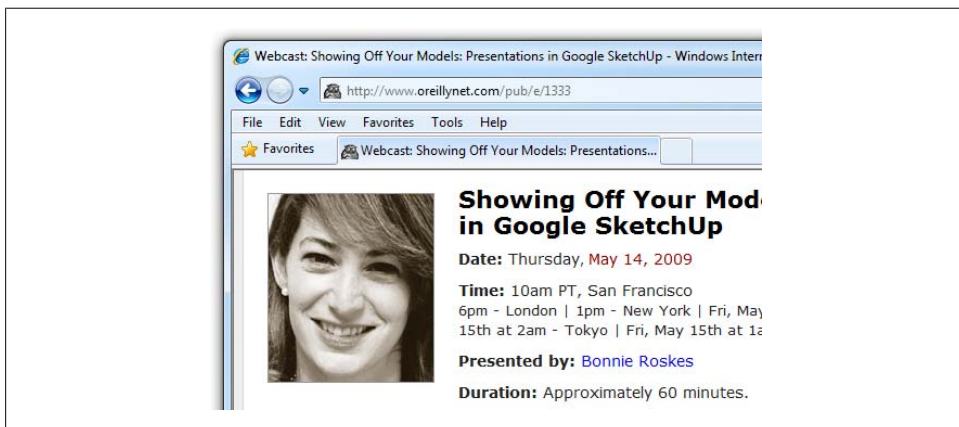 Webcast: Showing Off Your Models: Presentations in Google SketchUp - Windows Intern
http://www.oreillynet.com/pub/e/1333
File Edit View Favorites Tools Help
Favorites Webcast: Showing Off Your Models: Presentations...
Showing Off Your Mod
in Google SketchUp
Date: Thursday, May 14, 2009
Time: 10am PT, San Francisco
6pm - London | 1pm - New York | Fri, May
15th at 2am - Tokyo | Fri, May 15th at 1a
Presented by: Bonnie Roskes
Duration: Approximately 60 minutes.